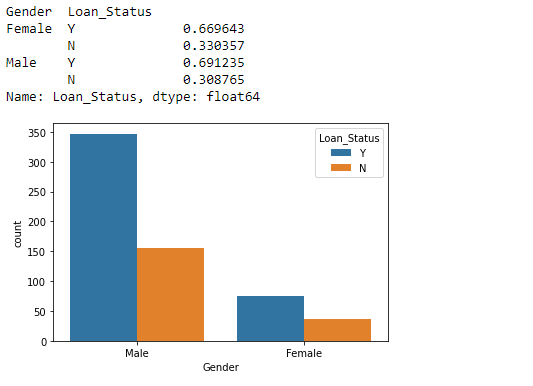 Gender  Loan_Status
Female  Y              0.669643
        N              0.330357
Male    Y              0.691235
        N              0.308765
Name: Loan_Status, dtype: float64
350
300
250
200
150
100
50
0
count
Loan_Status
Y
N
Male
Female
Gender